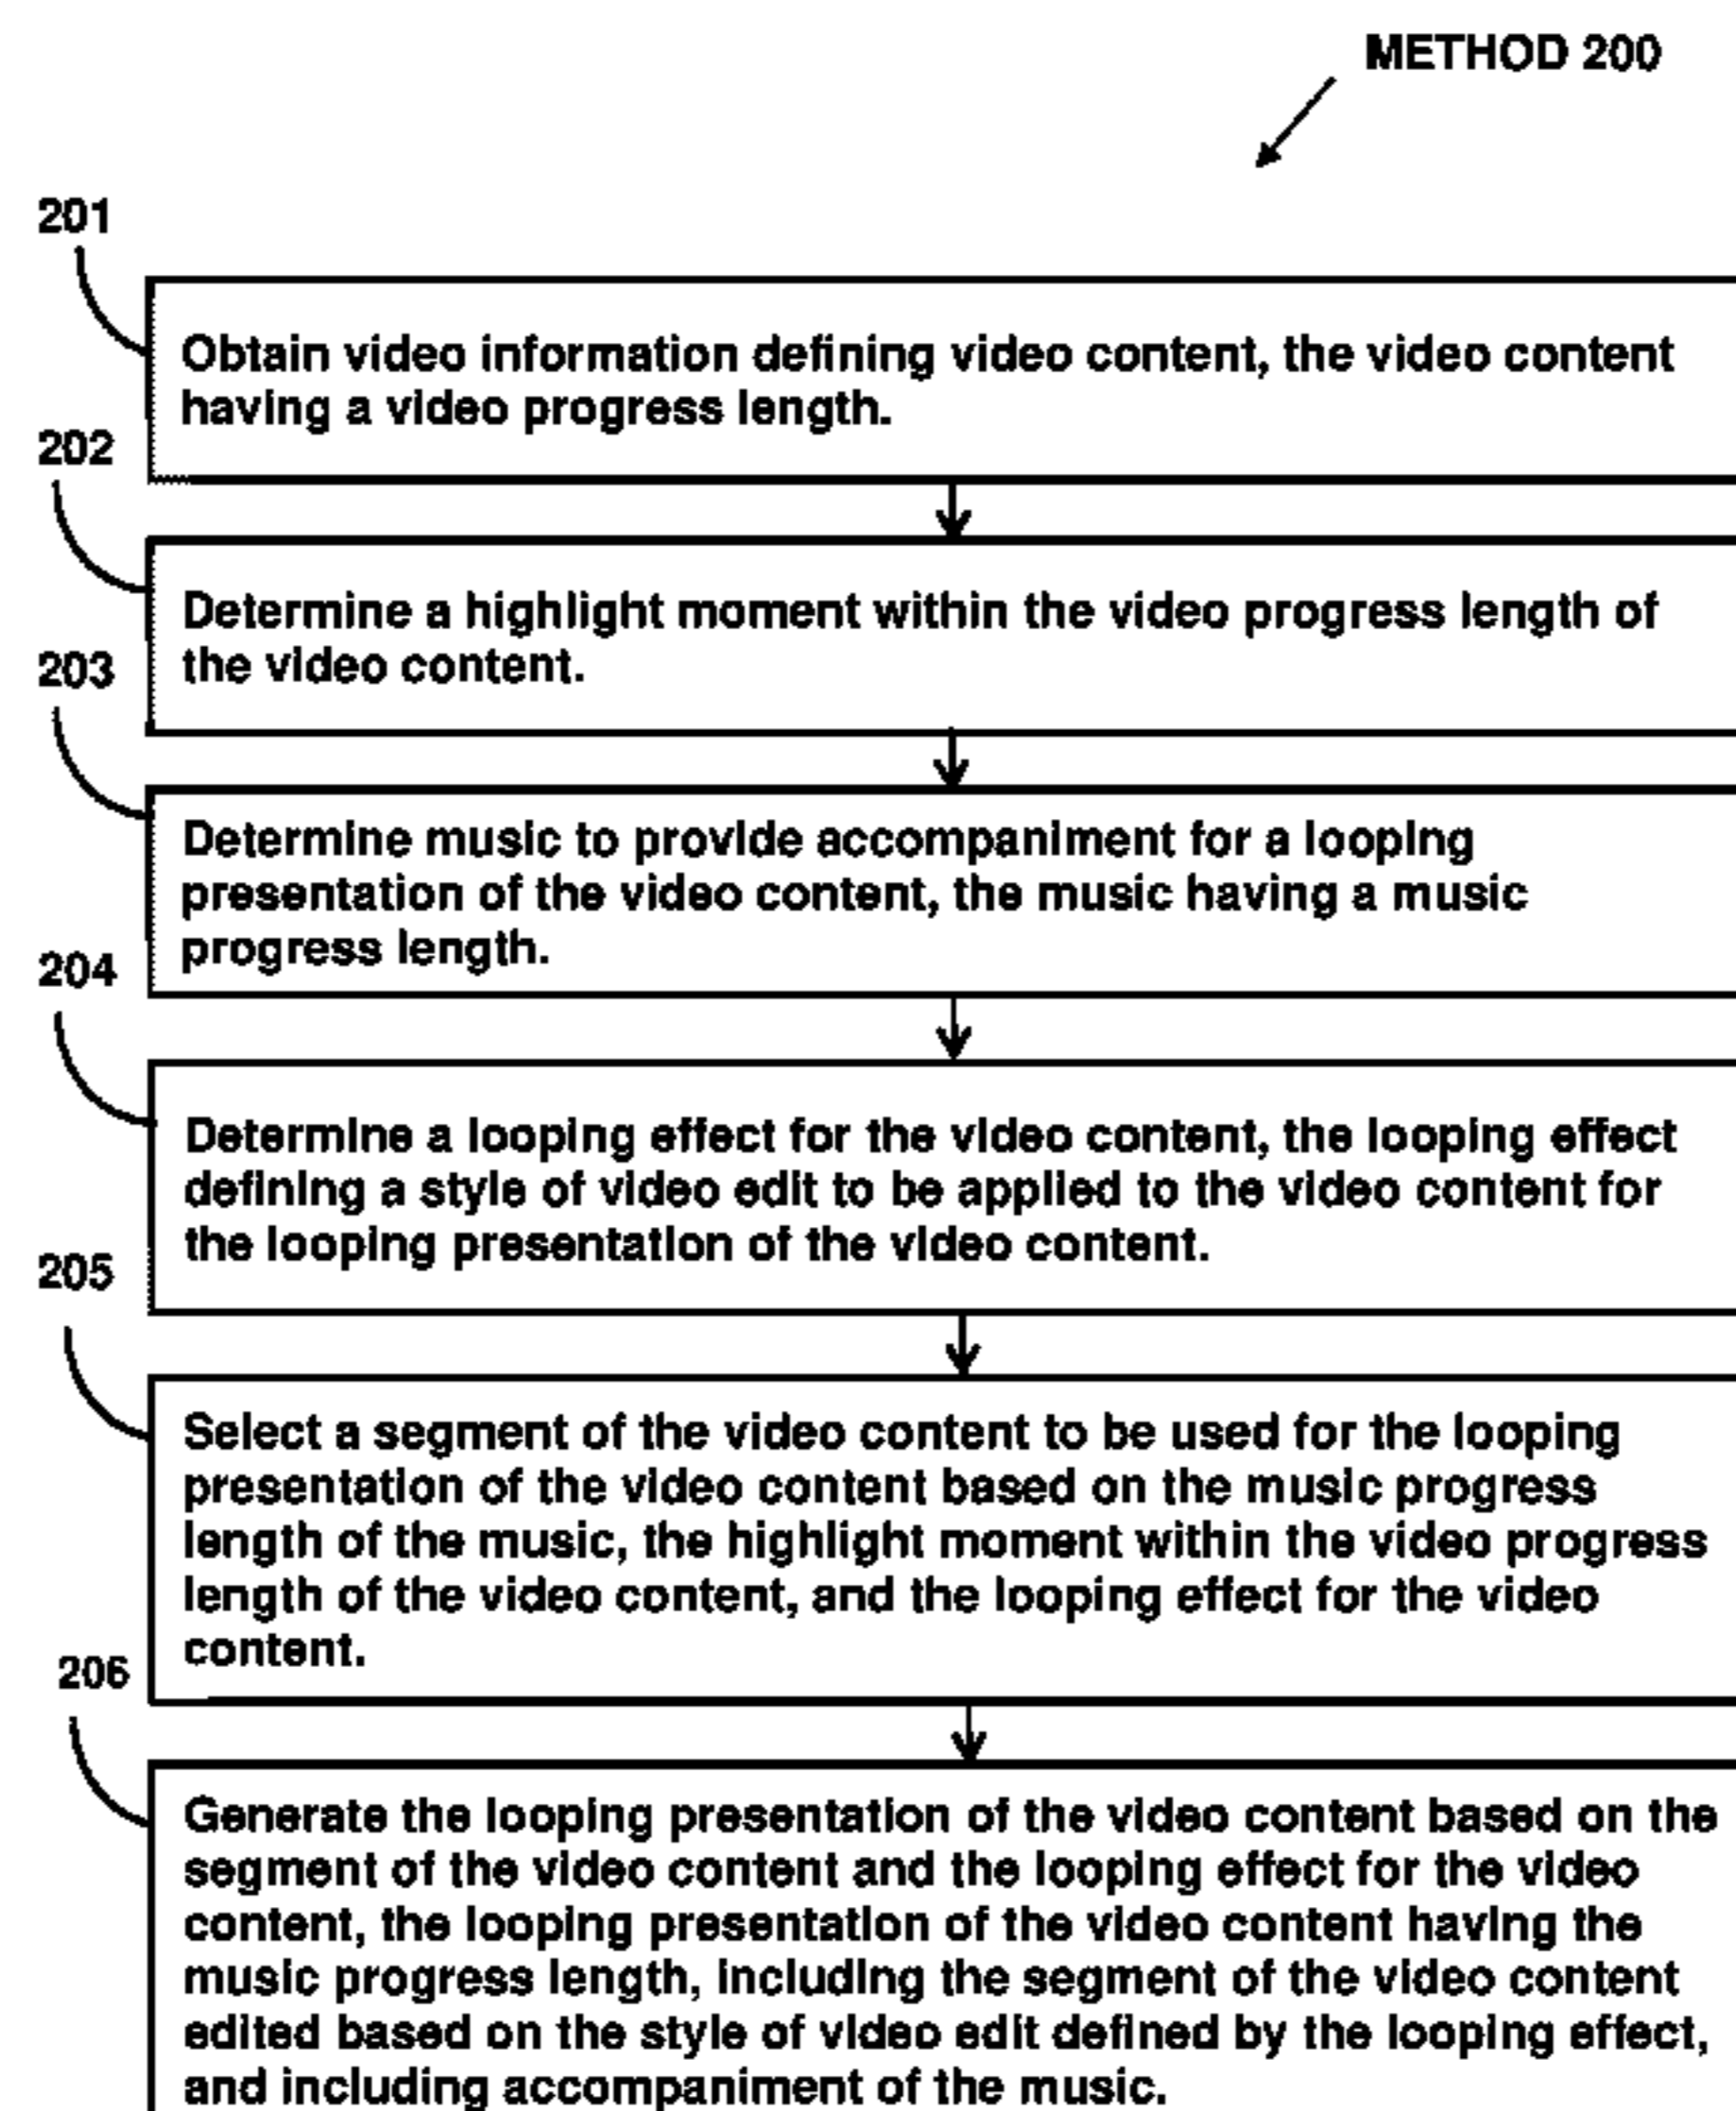 METHOD 200
201
Obtain video information defining video content, the video content
having a video progress length.
202
Determine a highlight moment within the video progress length of
the video content.
203
Determine music to provide accompaniment for a looping
presentation of the video content, the music having a music
progress length.
204
Determine a looping effect for the video content, the looping effect
defining a style of video edit to be applied to the video content for
the looping presentation of the video content.
205
Select a segment of the video content to be used for the looping
presentation of the video content based on the music progress
length of the music, the highlight moment within the video progress
length of the video content, and the looping effect for the video
content.
206
Generate the looping presentation of the video content based on the
segment of the video content and the looping effect for the video
content, the looping presentation of the video content having the
music progress length, including the segment of the video content
edited based on the style of video edit defined by the looping effect,
and including accompaniment of the music.